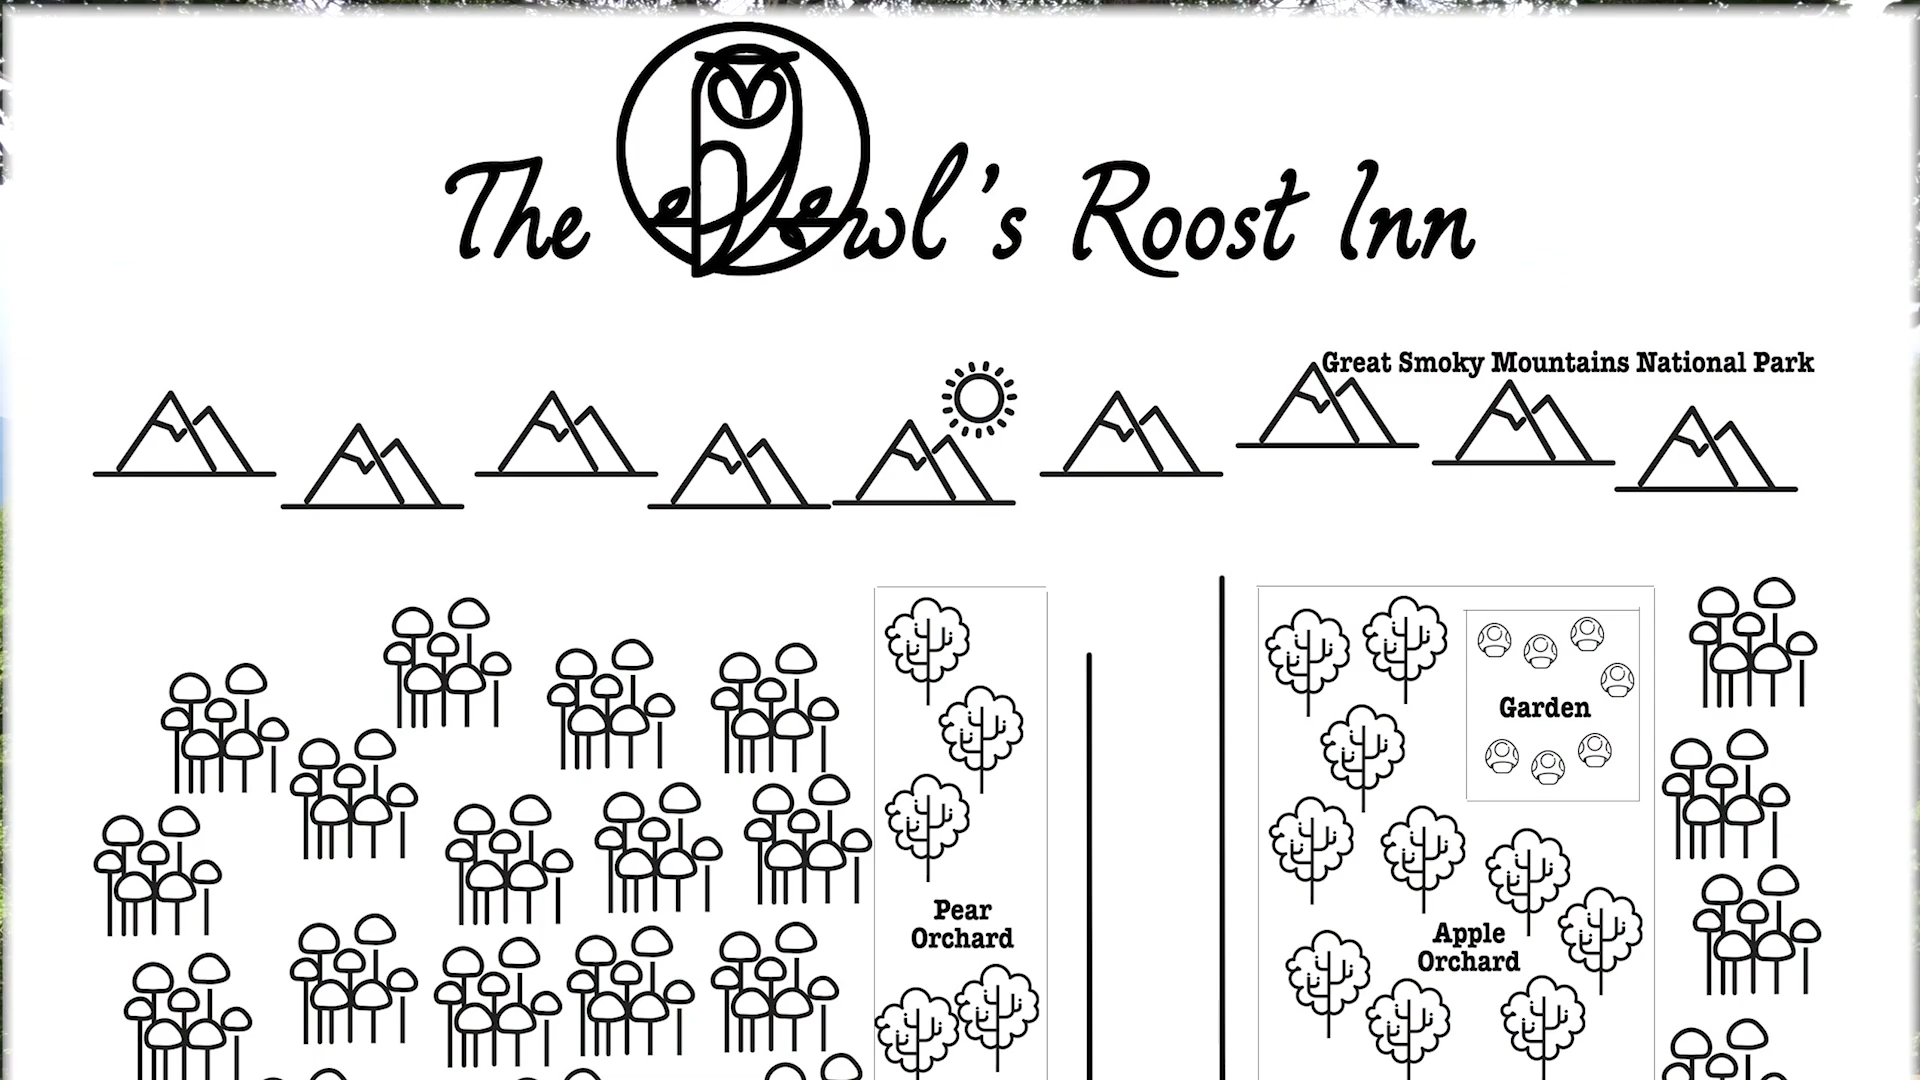 The Owl's Roost Inn
Great Smoky Mountains National Park
Garden
Pear
Orchard
Apple
Orchard